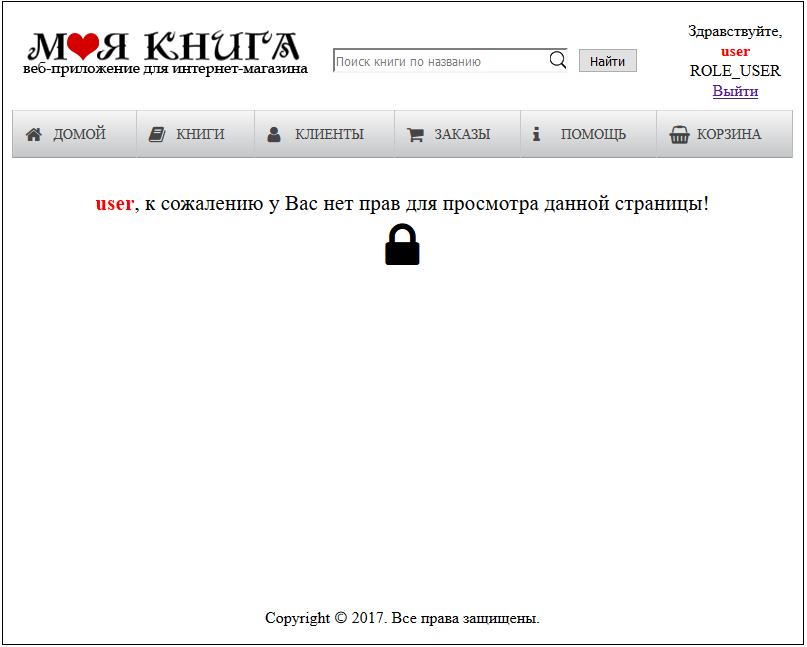 МОЯ КНИГА
веб-приложение для интернет-магазина
Поиск книги по названию
Найти
Здравствуйте,
user
ROLE_USER
Выйти
ДОМОЙ
КНИГИ
КЛИЕНТЫ
ЗАКАЗЫ
ПОМОЩЬ
КОРЗИНА
user, к сожалению у Вас нет прав для просмотра данной страницы!
Copyright © 2017. Все права защищены.